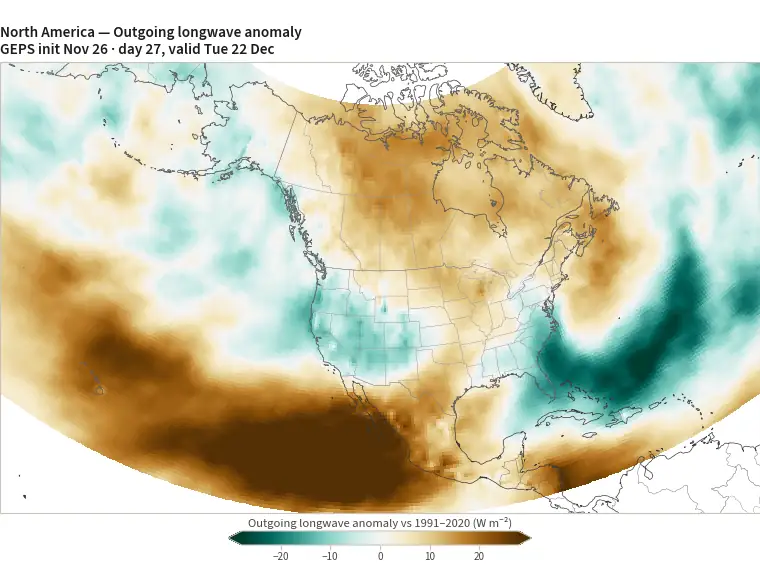 North America — Outgoing longwave anomaly
GEPS init Nov 26 · day 27, valid Tue 22 Dec
Outgoing longwave anomaly vs 1991–2020 (W m⁻²)
−20 −10 0 10 20